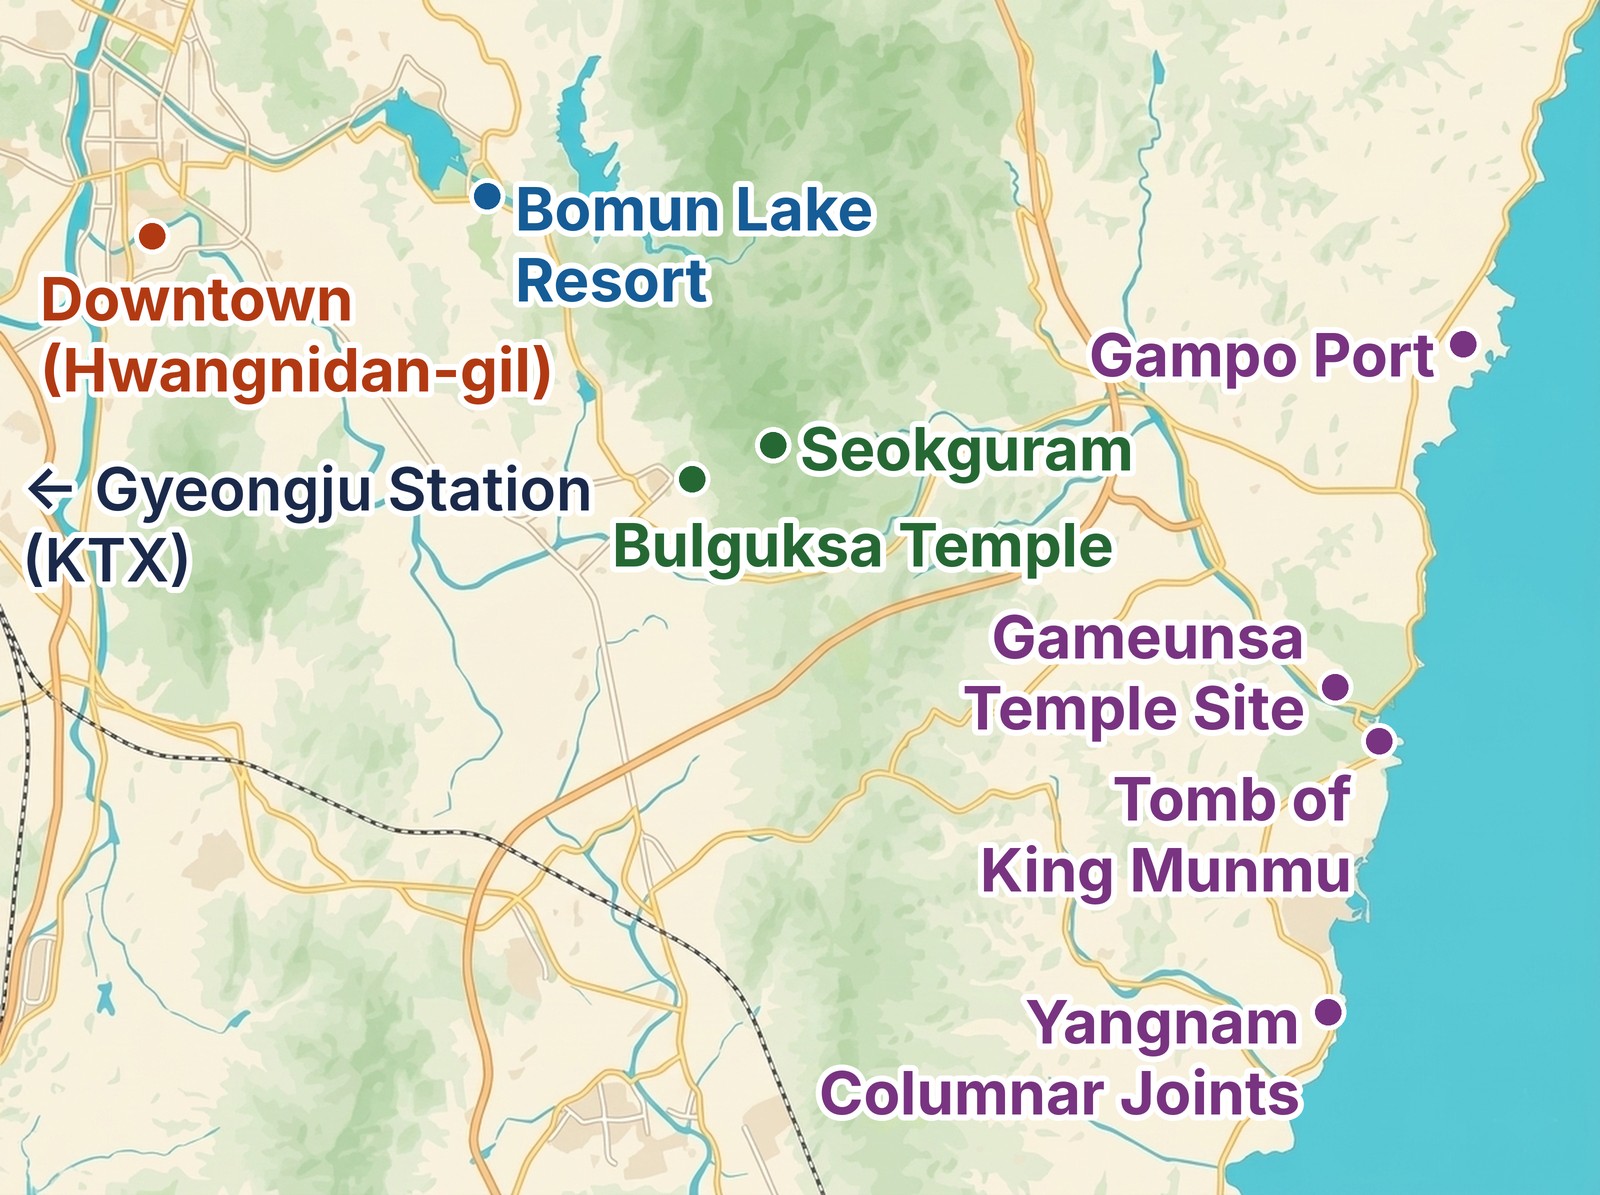 Bomun Lake
Resort
Downtown
(Hwangnidan-gil)
Gampo Port
Seokguram
← Gyeongju Station
(KTX)
Bulguksa Temple
Gameunsa
Temple Site
Tomb of
King Munmu
Yangnam
Columnar Joints